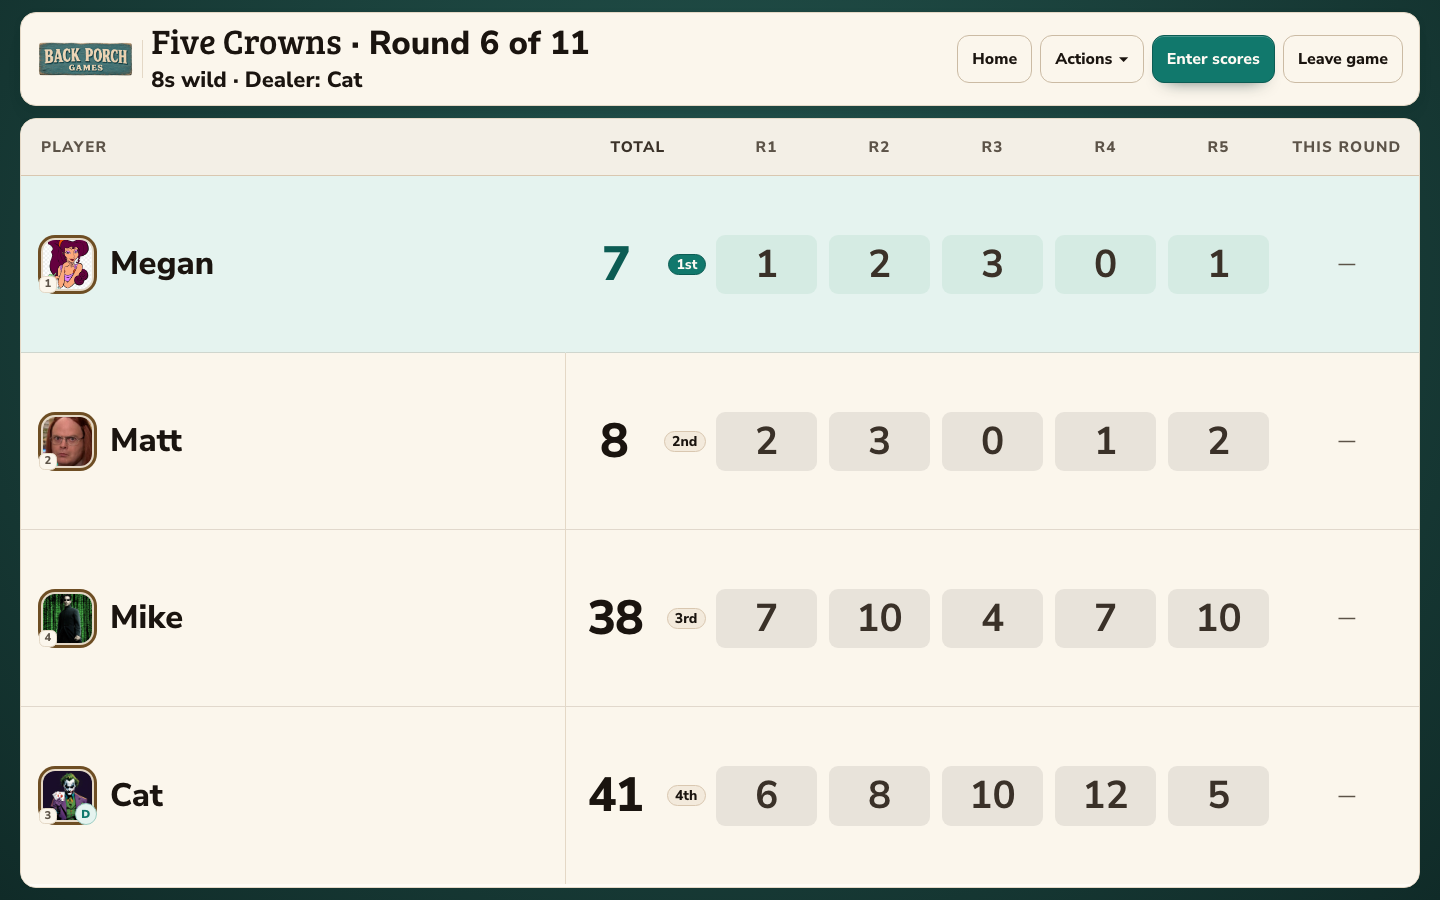 BACK PORCH
GAMES
Five Crowns · Round 6 of 11
8s wild · Dealer: Cat
Home
Actions
Enter scores
Leave game
PLAYER TOTAL R1 R2 R3 R4 R5 THIS ROUND
1 Megan 7 1st 1 2 3 0 1 —
2 Matt 8 2nd 2 3 0 1 2 —
4 Mike 38 3rd 7 10 4 7 10 —
3 D Cat 41 4th 6 8 10 12 5 —